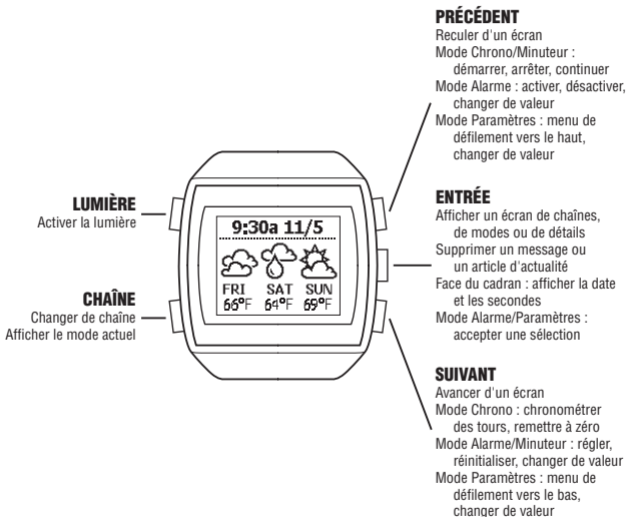 PRÉCÉDENT
Reculer d'un écran
Mode Chrono/Minuteur :
démarrer, arrêter, continuer
Mode Alarme : activer, désactiver,
changer de valeur
Mode Paramètres : menu de
défilement vers le haut,
changer de valeur
LUMIÈRE
Activer la lumière
CHAÎNE
Changer de chaîne
Afficher le mode actuel
9:30a 11/5
FRI SAT SUN
66°F 64°F 69°F
ENTRÉE
Afficher un écran de chaînes,
de modes ou de détails
Supprimer un message ou
un article d'actualité
Face du cadran : afficher la date
et les secondes
Mode Alarme/Paramètres :
accepter une sélection
SUIVANT
Avancer d'un écran
Mode Chrono : chronométrer
des tours, remettre à zéro
Mode Alarme/Minuteur : régler,
réinitialiser, changer de valeur
Mode Paramètres : menu de
défilement vers le bas,
changer de valeur